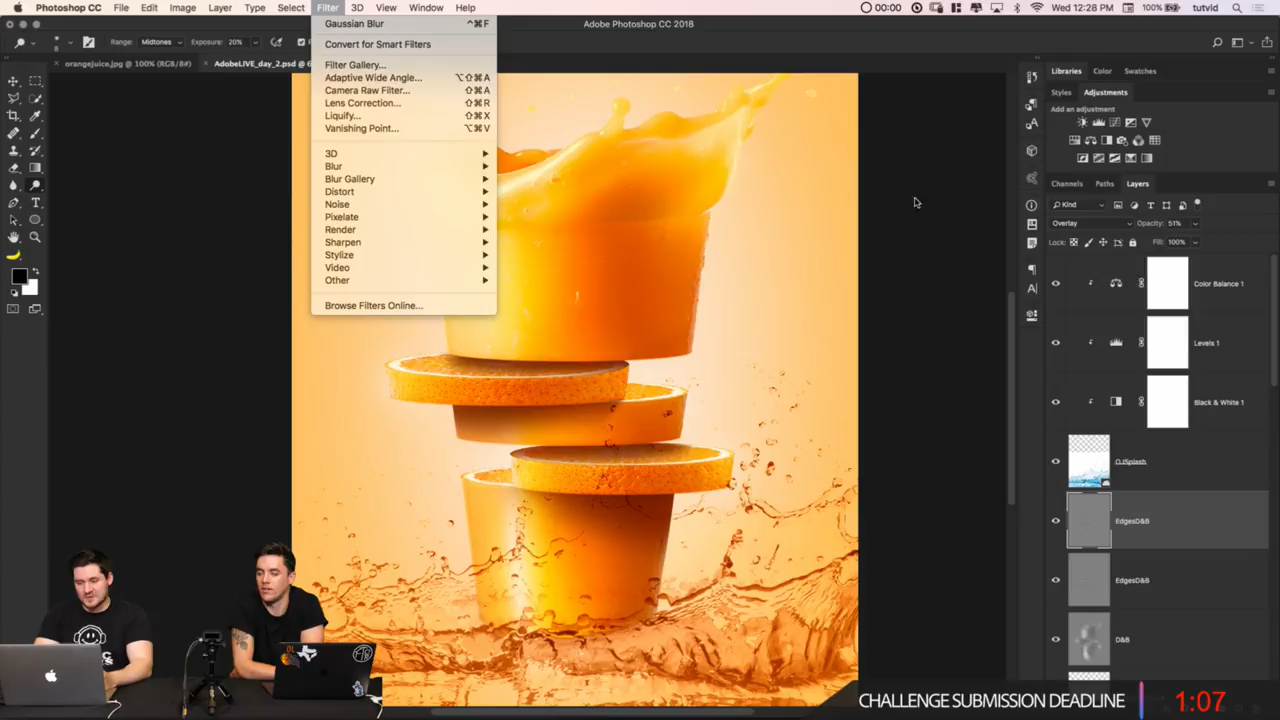 Photoshop CC File Edit Image Layer Type Select Filter 3D View Window Help
00:00 100% Wed 12:28 PM tutvid
Adobe Photoshop CC 2018
Range: Midtones Exposure: 20%
orangejuice.jpg @ 100% (RGB/8#)
AdobeLIVE_day_2.psd @ 6
Gaussian Blur ^⌘F
Convert for Smart Filters
Filter Gallery...
Adaptive Wide Angle... ⌥⇧⌘A
Camera Raw Filter... ⇧⌘A
Lens Correction... ⇧⌘R
Liquify... ⇧⌘X
Vanishing Point... ⌥⌘V
3D
Blur
Blur Gallery
Distort
Noise
Pixelate
Render
Sharpen
Stylize
Video
Other
Browse Filters Online...
Libraries Color Swatches
Styles Adjustments
Add an adjustment
Channels Paths Layers
Kind
Overlay Opacity: 51%
Lock: Fill: 100%
Color Balance 1
Levels 1
Black & White 1
OJSplash
EdgesD&B
EdgesD&B
D&B
CHALLENGE SUBMISSION DEADLINE 1:07